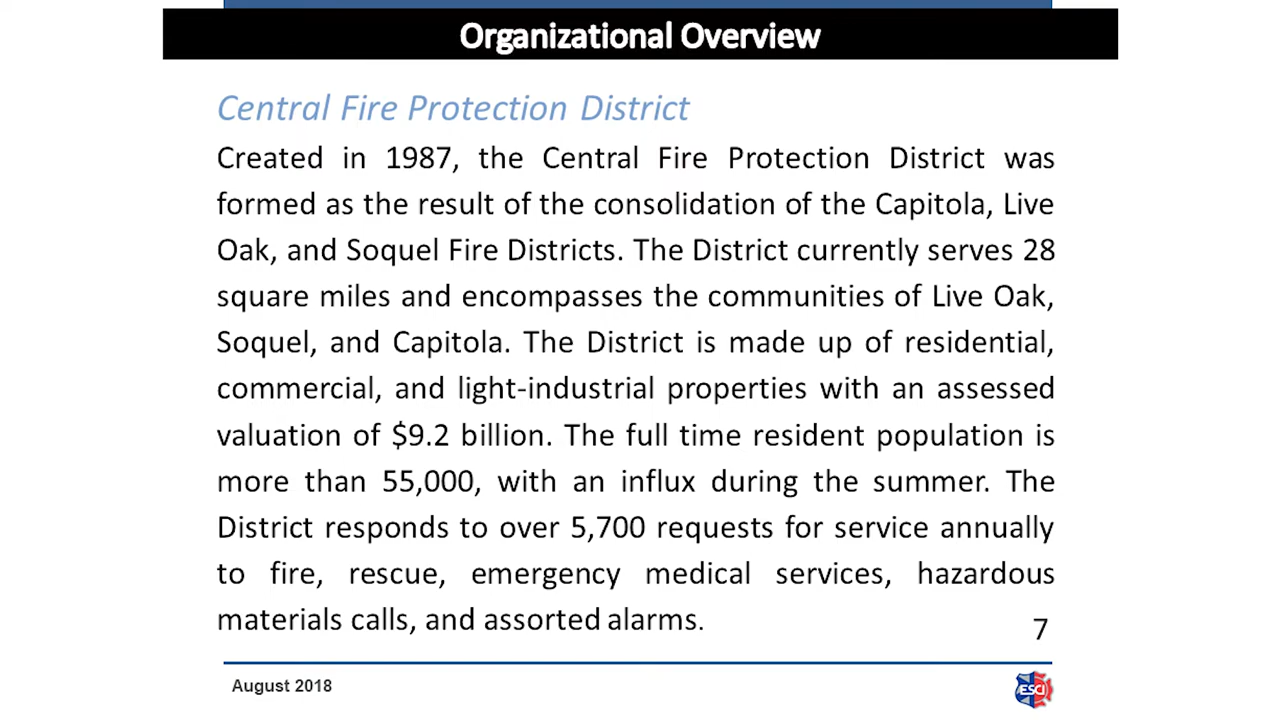 Organizational Overview
Central Fire Protection District
Created in 1987, the Central Fire Protection District was
formed as the result of the consolidation of the Capitola, Live
Oak, and Soquel Fire Districts. The District currently serves 28
square miles and encompasses the communities of Live Oak,
Soquel, and Capitola. The District is made up of residential,
commercial, and light-industrial properties with an assessed
valuation of $9.2 billion. The full time resident population is
more than 55,000, with an influx during the summer. The
District responds to over 5,700 requests for service annually
to fire, rescue, emergency medical services, hazardous
materials calls, and assorted alarms.
7
August 2018
ESCI